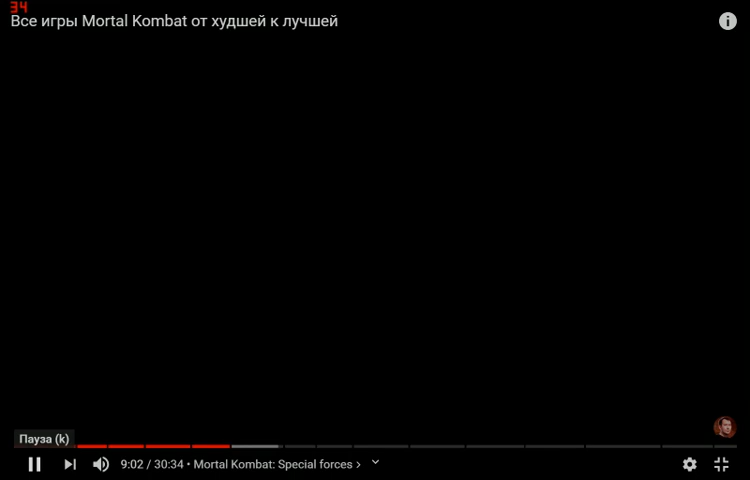 34
Все игры Mortal Kombat от худшей к лучшей
Пауза (k)
9:02 / 30:34 • Mortal Kombat: Special forces